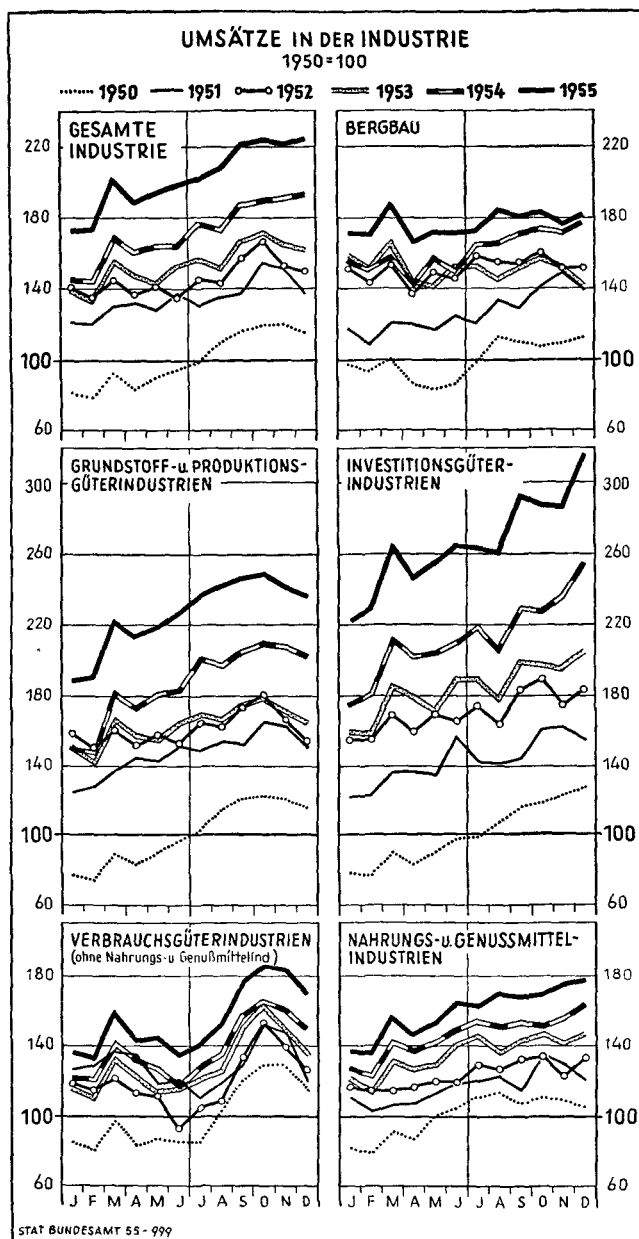 UMSÄTZE IN DER INDUSTRIE
1950=100
1950 1951 1952 1953 1954 1955
GESAMTE
INDUSTRIE
BERGBAU
220 220
180 180
140 140
100 100
60 60
GRUNDSTOFF-u. PRODUKTIONS-
GÜTERINDUSTRIEN
INVESTITIONSGÜTER-
INDUSTRIEN
300 300
260 260
220 220
180 180
140 140
100 100
60 60
VERBRAUCHSGÜTERINDUSTRIEN
(ohne Nahrungs-u Genußmittelind)
NAHRUNGS-u. GENUSSMITTEL-
INDUSTRIEN
180 180
140 140
100 100
60 60
J F M A M J J A S O N D J F M A M J J A S O N D
STAT BUNDESAMT 55-999